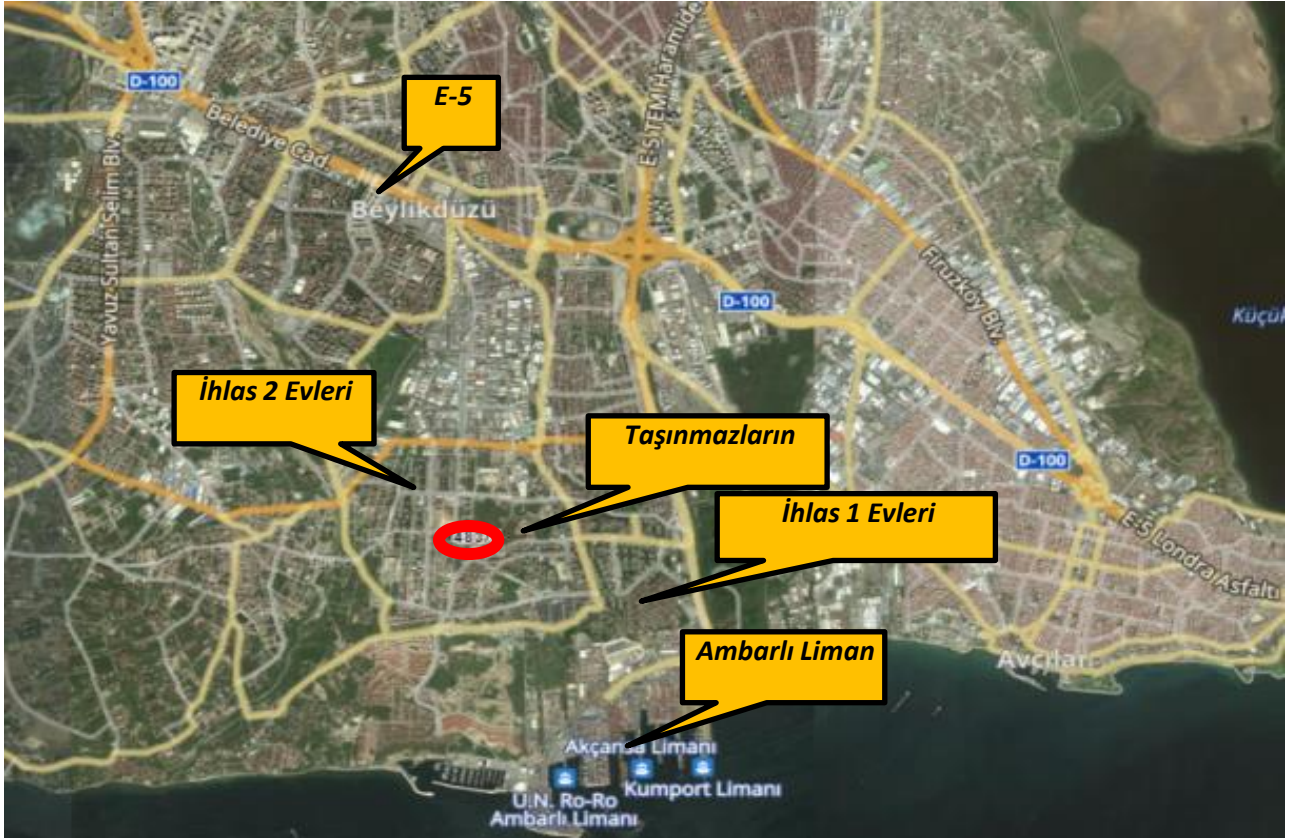 D-100
E-5
Belediye Cad.
E-5TEM Haramide
Yavuz Sultan Selim Blv.
Beylikdüzü
Firuzköy Blv.
D-100
Küçük
İhlas 2 Evleri
Taşınmazların
D-100
İhlas 1 Evleri
E-5 Londra Asfaltı
Ambarlı Liman
Avcılar
Akçansa Limanı
Kumport Limanı
U.N. Ro-Ro
Ambarlı Limanı